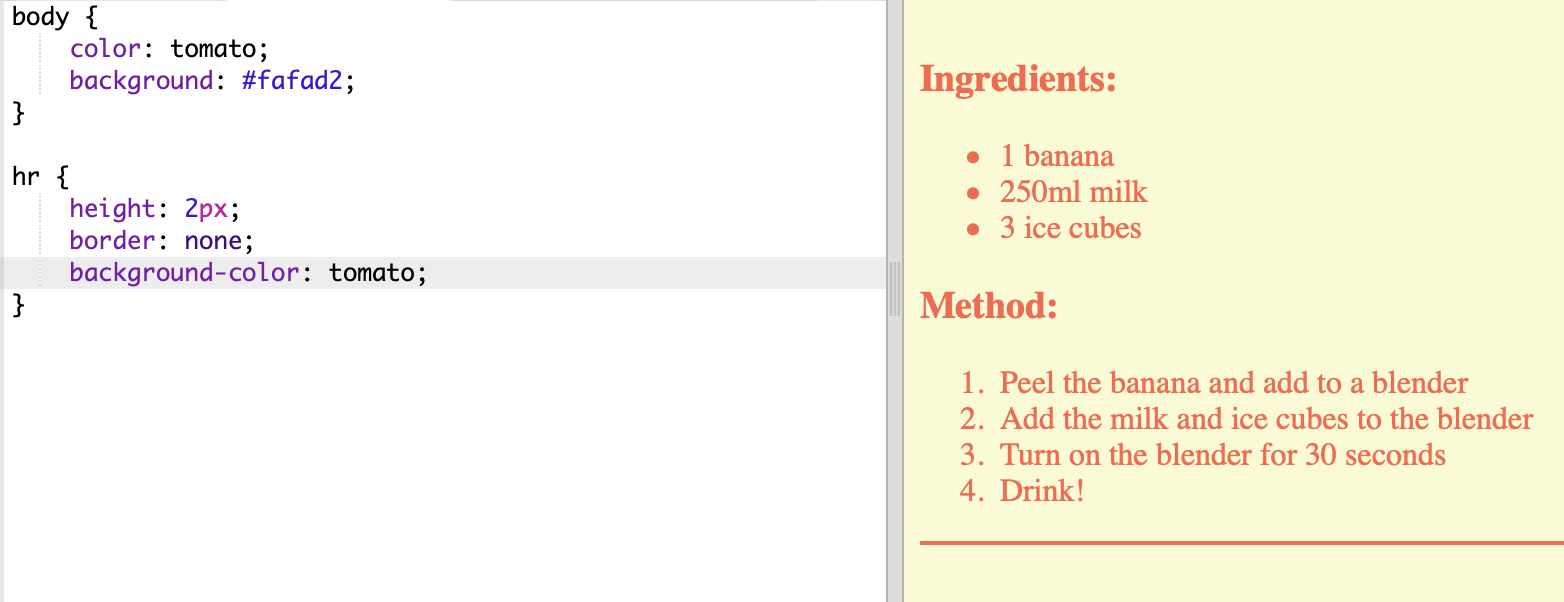 body {
    color: tomato;
    background: #fafad2;
}
hr {
    height: 2px;
    border: none;
    background-color: tomato;
}
Ingredients:
• 1 banana
• 250ml milk
• 3 ice cubes
Method:
1. Peel the banana and add to a blender
2. Add the milk and ice cubes to the blender
3. Turn on the blender for 30 seconds
4. Drink!